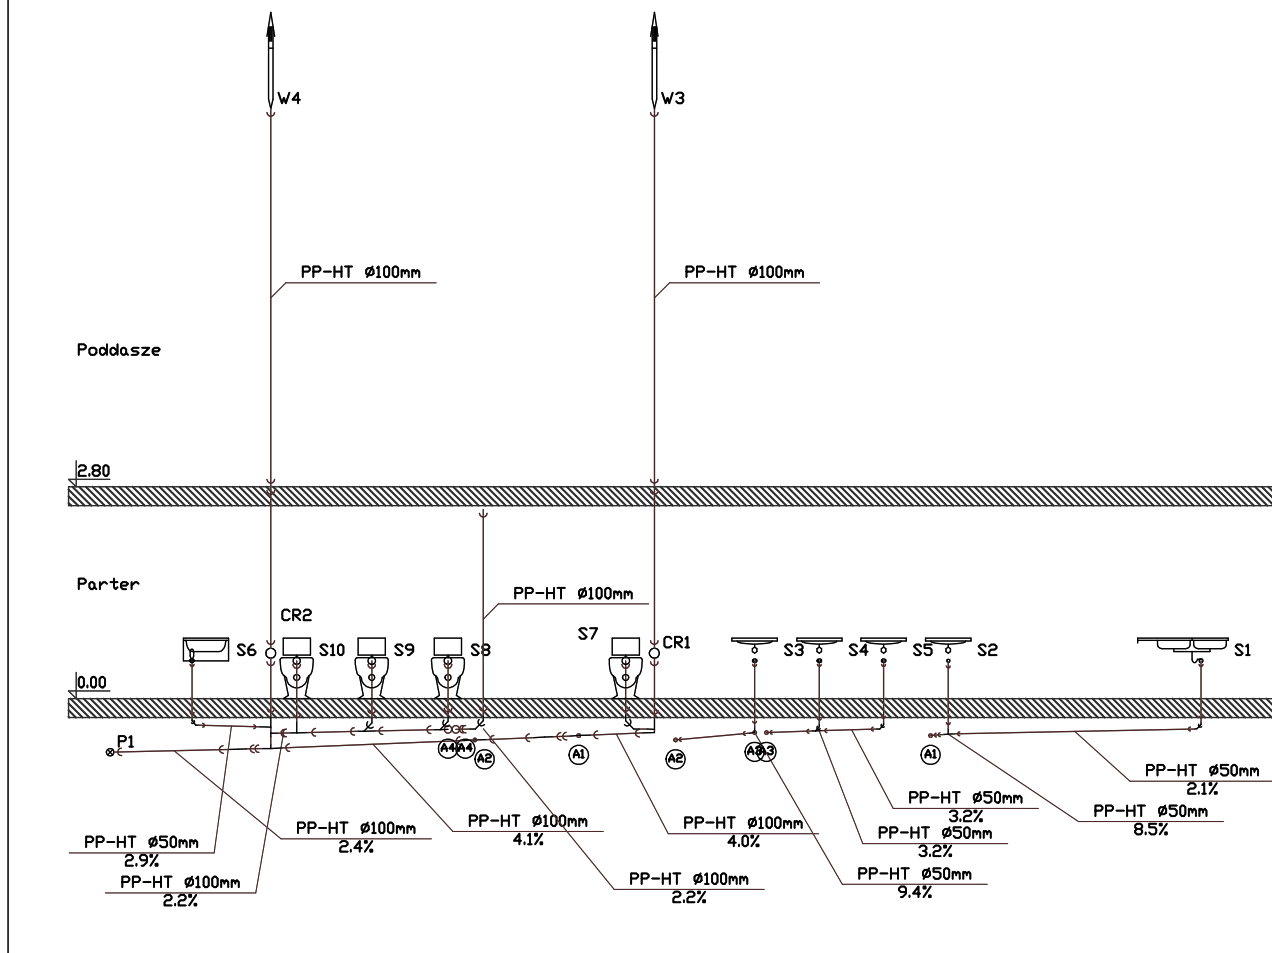 W4
W3
PP-HT Ø100mm
PP-HT Ø100mm
Poddasze
2.80
Parter
PP-HT Ø100mm
CR2
S7
CR1
S6
S10
S9
S8
S3
S4
S5
S2
S1
0.00
P1
A4
A4
A2
A1
A2
A3
A3
A1
PP-HT Ø50mm
2.1%
PP-HT Ø50mm
3.2%
PP-HT Ø50mm
8.5%
PP-HT Ø100mm
2.4%
PP-HT Ø100mm
4.1%
PP-HT Ø100mm
4.0%
PP-HT Ø50mm
3.2%
PP-HT Ø50mm
2.9%
PP-HT Ø100mm
2.2%
PP-HT Ø100mm
2.2%
PP-HT Ø50mm
9.4%